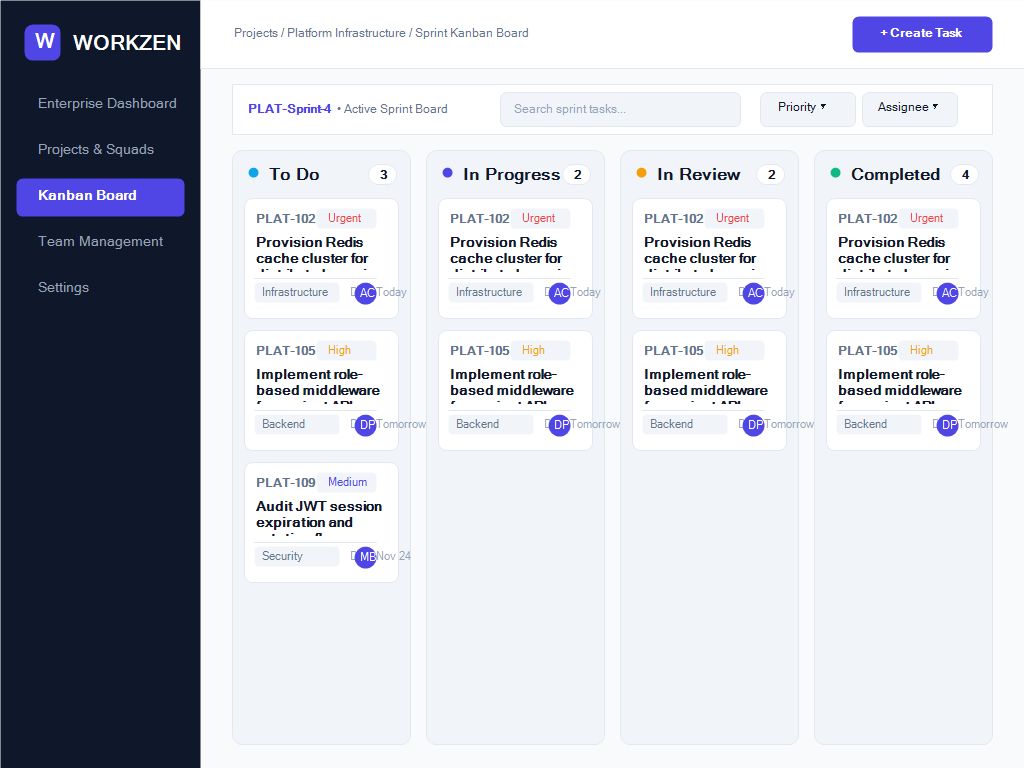 W WORKZEN
Enterprise Dashboard
Projects & Squads
Kanban Board
Team Management
Settings
Projects / Platform Infrastructure / Sprint Kanban Board
+ Create Task
PLAT-Sprint-4 • Active Sprint Board
Search sprint tasks...
Priority ▾
Assignee ▾
To Do 3
PLAT-102 Urgent
Provision Redis
cache cluster for
Infrastructure AC Today
PLAT-105 High
Implement role-
based middleware
Backend DP Tomorrow
PLAT-109 Medium
Audit JWT session
expiration and
Security MB Nov 24
In Progress 2
PLAT-102 Urgent
Provision Redis
cache cluster for
Infrastructure AC Today
PLAT-105 High
Implement role-
based middleware
Backend DP Tomorrow
In Review 2
PLAT-102 Urgent
Provision Redis
cache cluster for
Infrastructure AC Today
PLAT-105 High
Implement role-
based middleware
Backend DP Tomorrow
Completed 4
PLAT-102 Urgent
Provision Redis
cache cluster for
Infrastructure AC Today
PLAT-105 High
Implement role-
based middleware
Backend DP Tomorrow